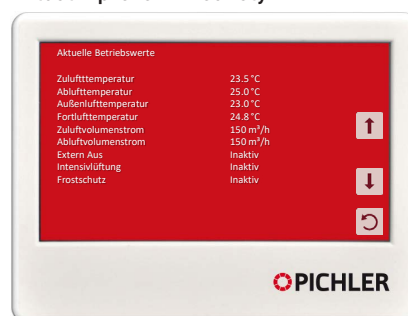 Aktuelle Betriebswerte
Zulufttemperatur 23.5 °C
Ablufttemperatur 25.0 °C
Außenlufttemperatur 23.0 °C
Fortlufttemperatur 24.8 °C
Zuluftvolumenstrom 150 m³/h
Abluftvolumenstrom 150 m³/h
Extern Aus Inaktiv
Intensivlüftung Inaktiv
Frostschutz Inaktiv
PICHLER